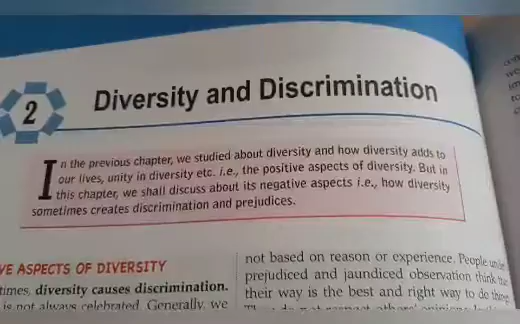 2
Diversity and Discrimination
In the previous chapter, we studied about diversity and how diversity adds to
our lives, unity in diversity etc. i.e., the positive aspects of diversity. But in
this chapter, we shall discuss about its negative aspects i.e., how diversity
sometimes creates discrimination and prejudices.
VE ASPECTS OF DIVERSITY
times, diversity causes discrimination.
is not always celebrated. Generally, we
not based on reason or experience. People
prejudiced and jaundiced observation think
their way is the best and right way to do